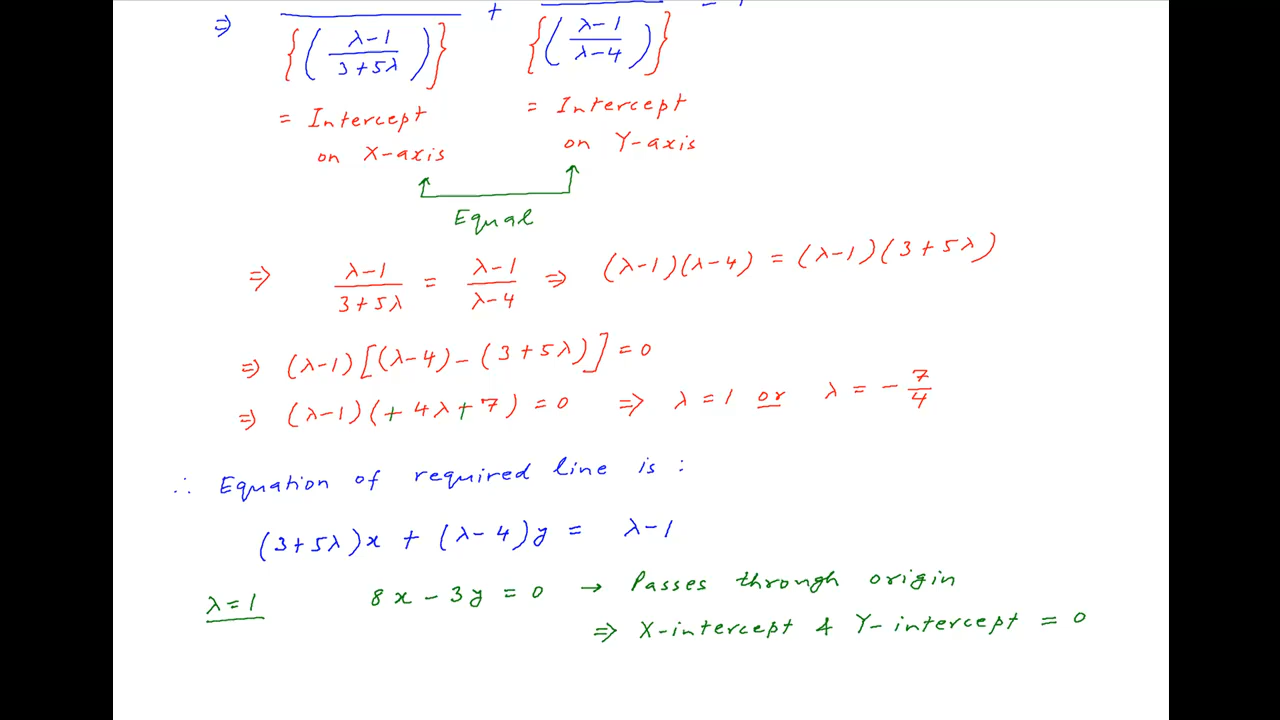 ⇒ ─── + ─── = 1
{(λ-1 / 3+5λ)} {(λ-1 / λ-4)}
= Intercept on X-axis
= Intercept on Y-axis
Equal
⇒ λ-1 / 3+5λ = λ-1 / λ-4 ⇒ (λ-1)(λ-4) = (λ-1)(3+5λ)
⇒ (λ-1)[(λ-4)-(3+5λ)] = 0
⇒ (λ-1)(+4λ+7) = 0 ⇒ λ = 1 or λ = -7/4
∴ Equation of required line is :
(3+5λ)x + (λ-4)y = λ-1
λ=1 8x - 3y = 0 → Passes through origin
⇒ X-intercept & Y-intercept = 0